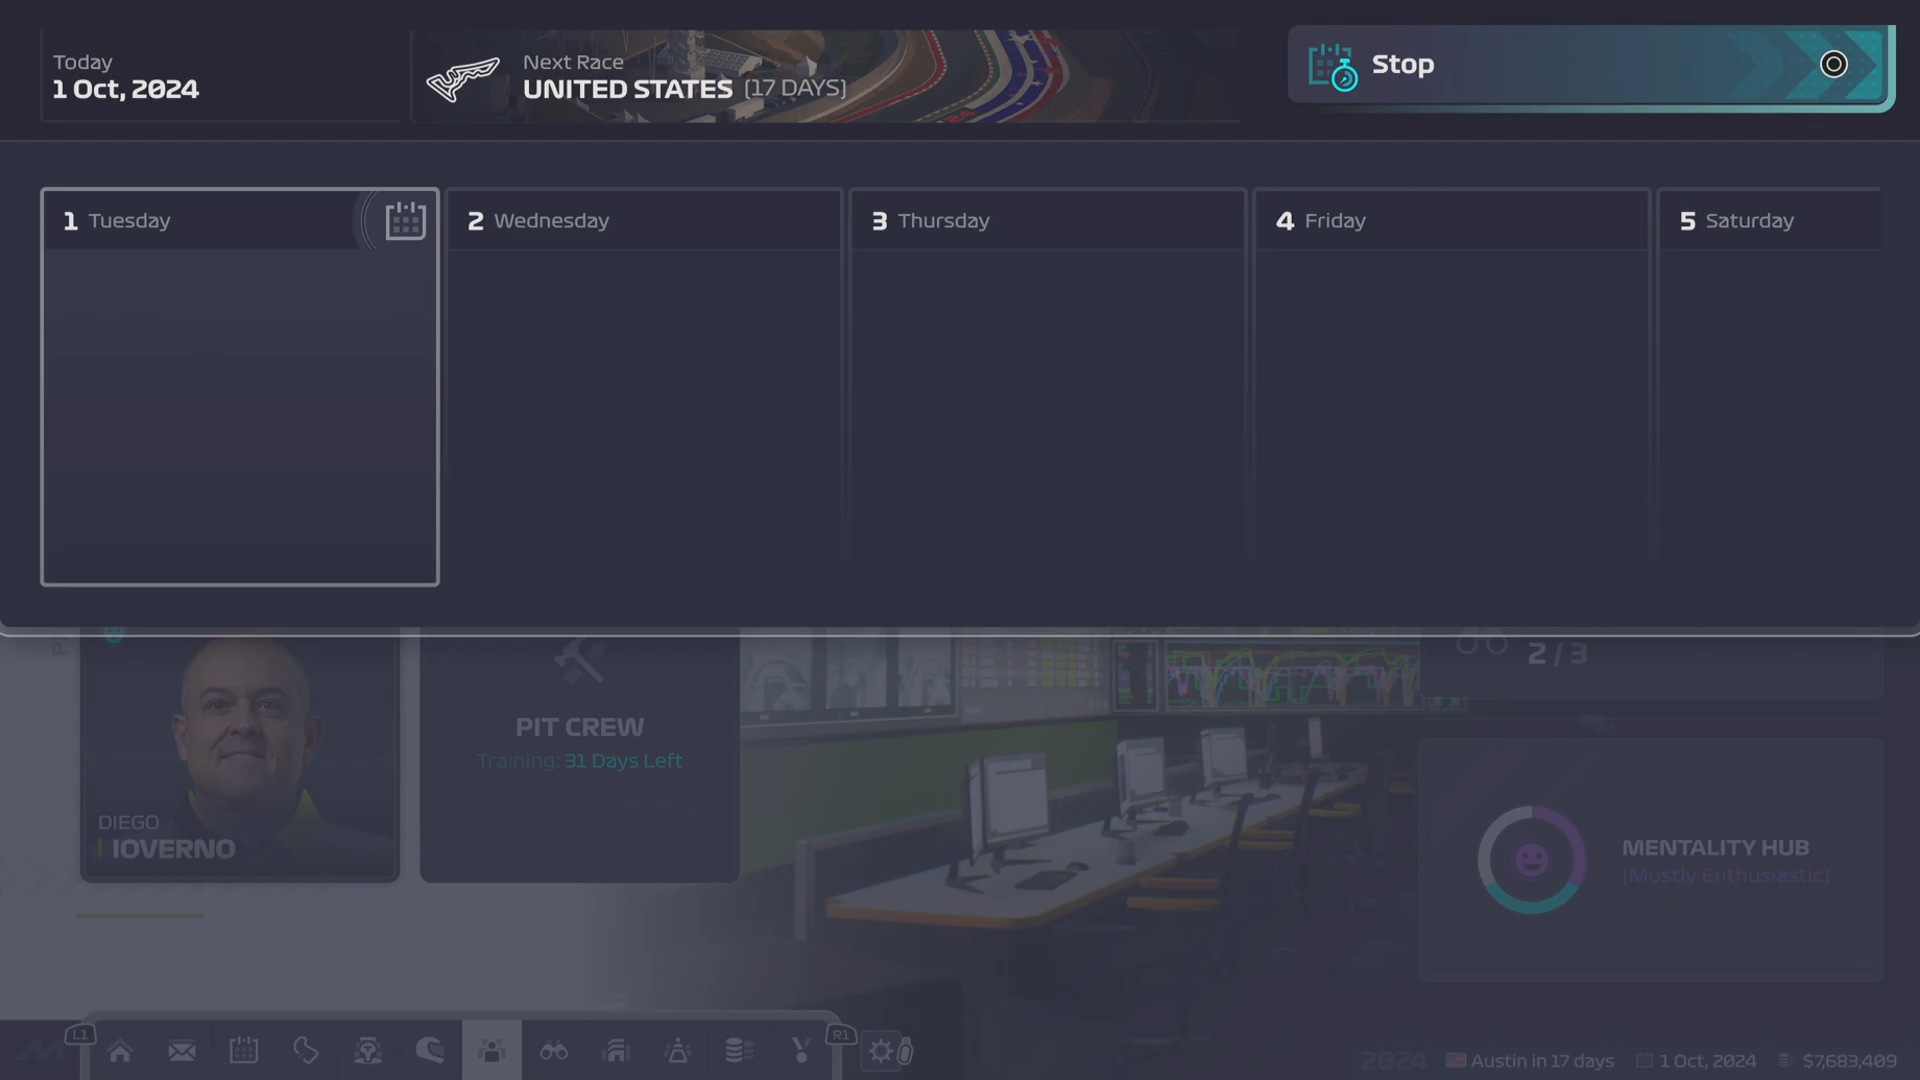 Today
1 Oct, 2024
Next Race
UNITED STATES (17 DAYS)
Stop
1 Tuesday
2 Wednesday
3 Thursday
4 Friday
5 Saturday
2 / 3
PIT CREW
Training: 31 Days Left
DIEGO
IOVERNO
MENTALITY HUB
(Mostly Enthusiastic)
L1
R1
2024
Austin in 17 days
1 Oct, 2024
$7,683,409